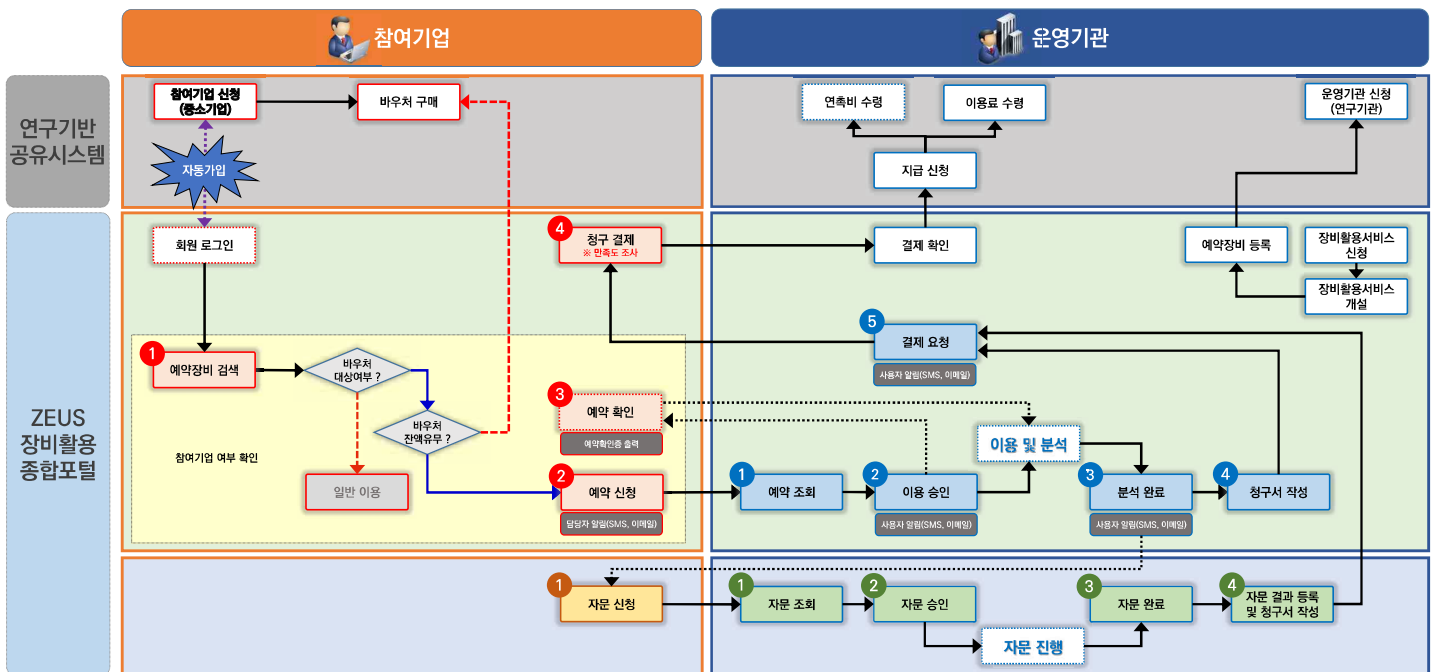 참여기업
운영기관
연구기반
공유시스템
참여기업 신청
(중소기업)
바우처 구매
자동가입
연촉비 수령
이용료 수령
지급 신청
운영기관 신청
(연구기관)
ZEUS
장비활용
종합포털
회원 로그인
4
청구 결제
※ 만족도 조사
결제 확인
예약장비 등록
장비활용서비스
신청
장비활용서비스
개설
5
결제 요청
사용자 알림(SMS, 이메일)
1
예약장비 검색
바우처
대상여부 ?
바우처
잔액유무 ?
참여기업 여부 확인
일반 이용
3
예약 확인
예약확인증 출력
2
예약 신청
담당자 알림(SMS, 이메일)
1
예약 조회
2
이용 승인
사용자 알림(SMS, 이메일)
이용 및 분석
3
분석 완료
사용자 알림(SMS, 이메일)
4
청구서 작성
1
자문 신청
1
자문 조회
2
자문 승인
자문 진행
3
자문 완료
4
자문 결과 등록
및 청구서 작성